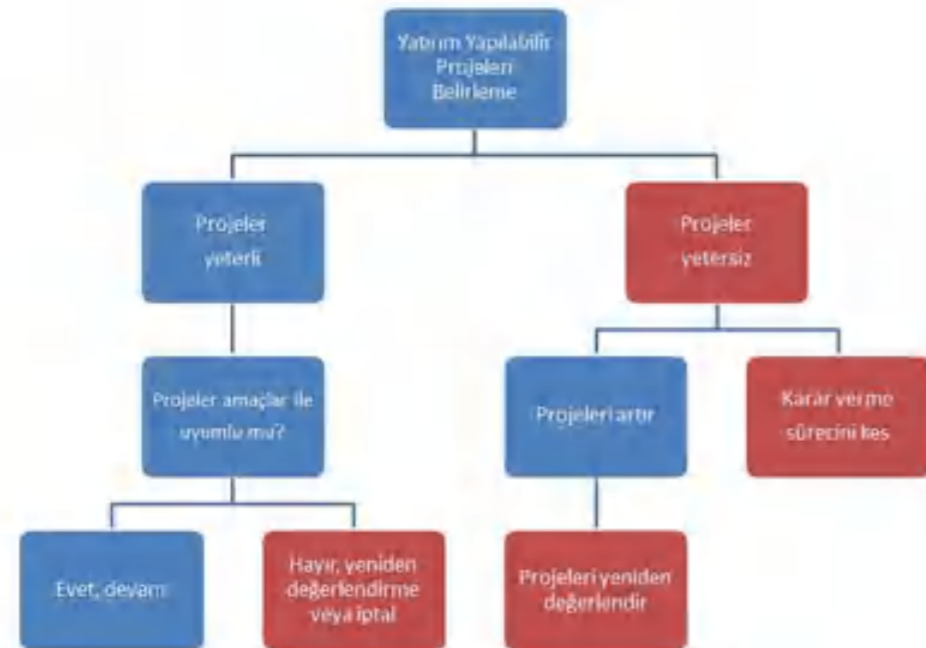 Yatırım Yapılabilir
Projeleri
Belirleme
Projeler
yeterli
Projeler
yetersiz
Projeler amaçlar ile
uyumlu mu?
Projeleri artır
Karar verme
sürecini kes
Evet, devam
Hayır, yeniden
değerlendirme
veya iptal
Projeleri yeniden
değerlendir